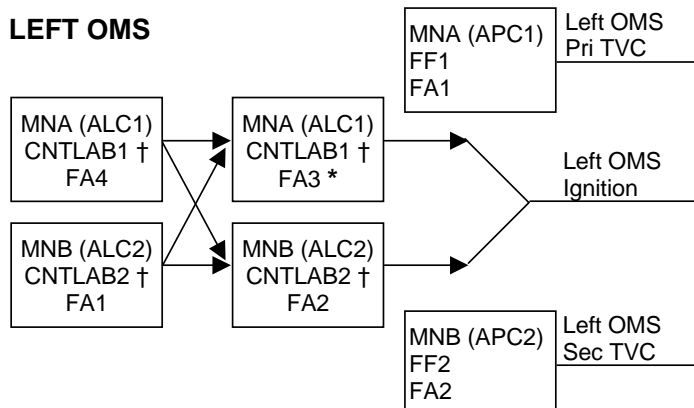 LEFT OMS
MNA (APC1)
FF1
FA1
Left OMS
Pri TVC
MNA (ALC1)
CNTLAB1 †
FA4
MNA (ALC1)
CNTLAB1 †
FA3 *
Left OMS
Ignition
MNB (ALC2)
CNTLAB2 †
FA1
MNB (ALC2)
CNTLAB2 †
FA2
MNB (APC2)
FF2
FA2
Left OMS
Sec TVC